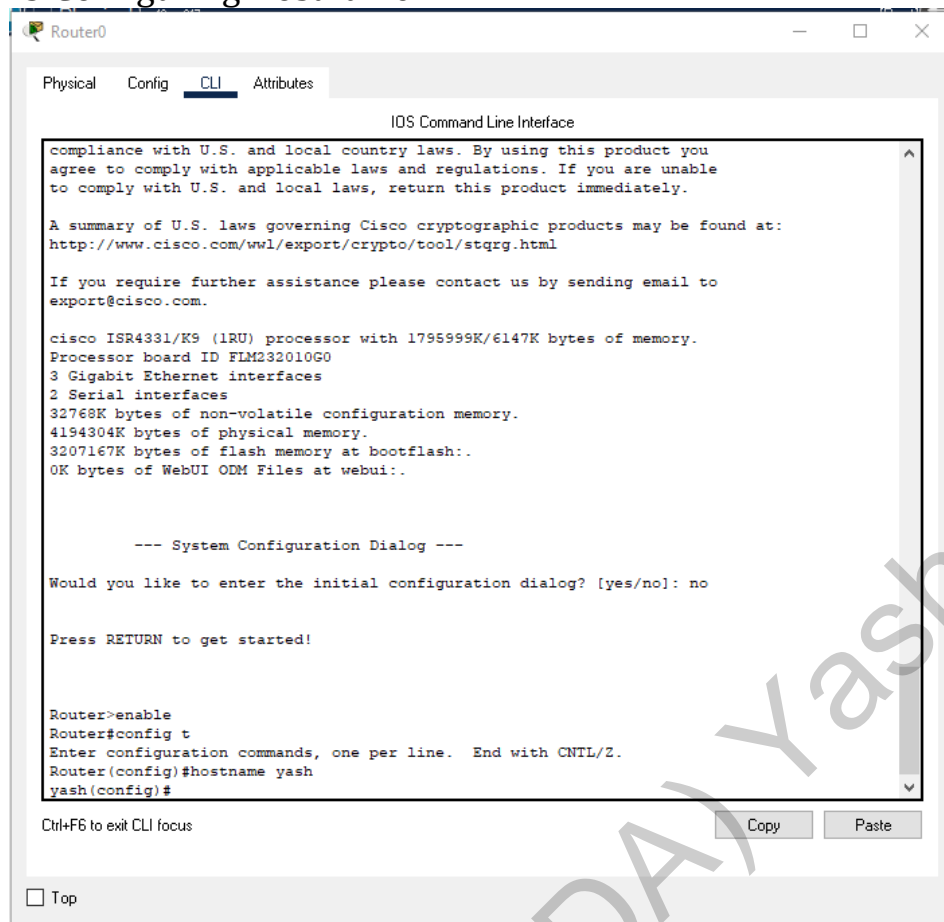 Router0
Physical Config CLI Attributes
IOS Command Line Interface
compliance with U.S. and local country laws. By using this product you
agree to comply with applicable laws and regulations. If you are unable
to comply with U.S. and local laws, return this product immediately.
A summary of U.S. laws governing Cisco cryptographic products may be found at:
http://www.cisco.com/wwl/export/crypto/tool/stqrg.html
If you require further assistance please contact us by sending email to
export@cisco.com.
cisco ISR4331/K9 (1RU) processor with 1795999K/6147K bytes of memory.
Processor board ID FLM232010G0
3 Gigabit Ethernet interfaces
2 Serial interfaces
32768K bytes of non-volatile configuration memory.
4194304K bytes of physical memory.
3207167K bytes of flash memory at bootflash:.
0K bytes of WebUI ODM Files at webui:.
--- System Configuration Dialog ---
Would you like to enter the initial configuration dialog? [yes/no]: no
Press RETURN to get started!
Router>enable
Router#config t
Enter configuration commands, one per line. End with CNTL/Z.
Router(config)#hostname yash
yash(config)#
Ctrl+F6 to exit CLI focus
Copy Paste
Top
DA) Yash